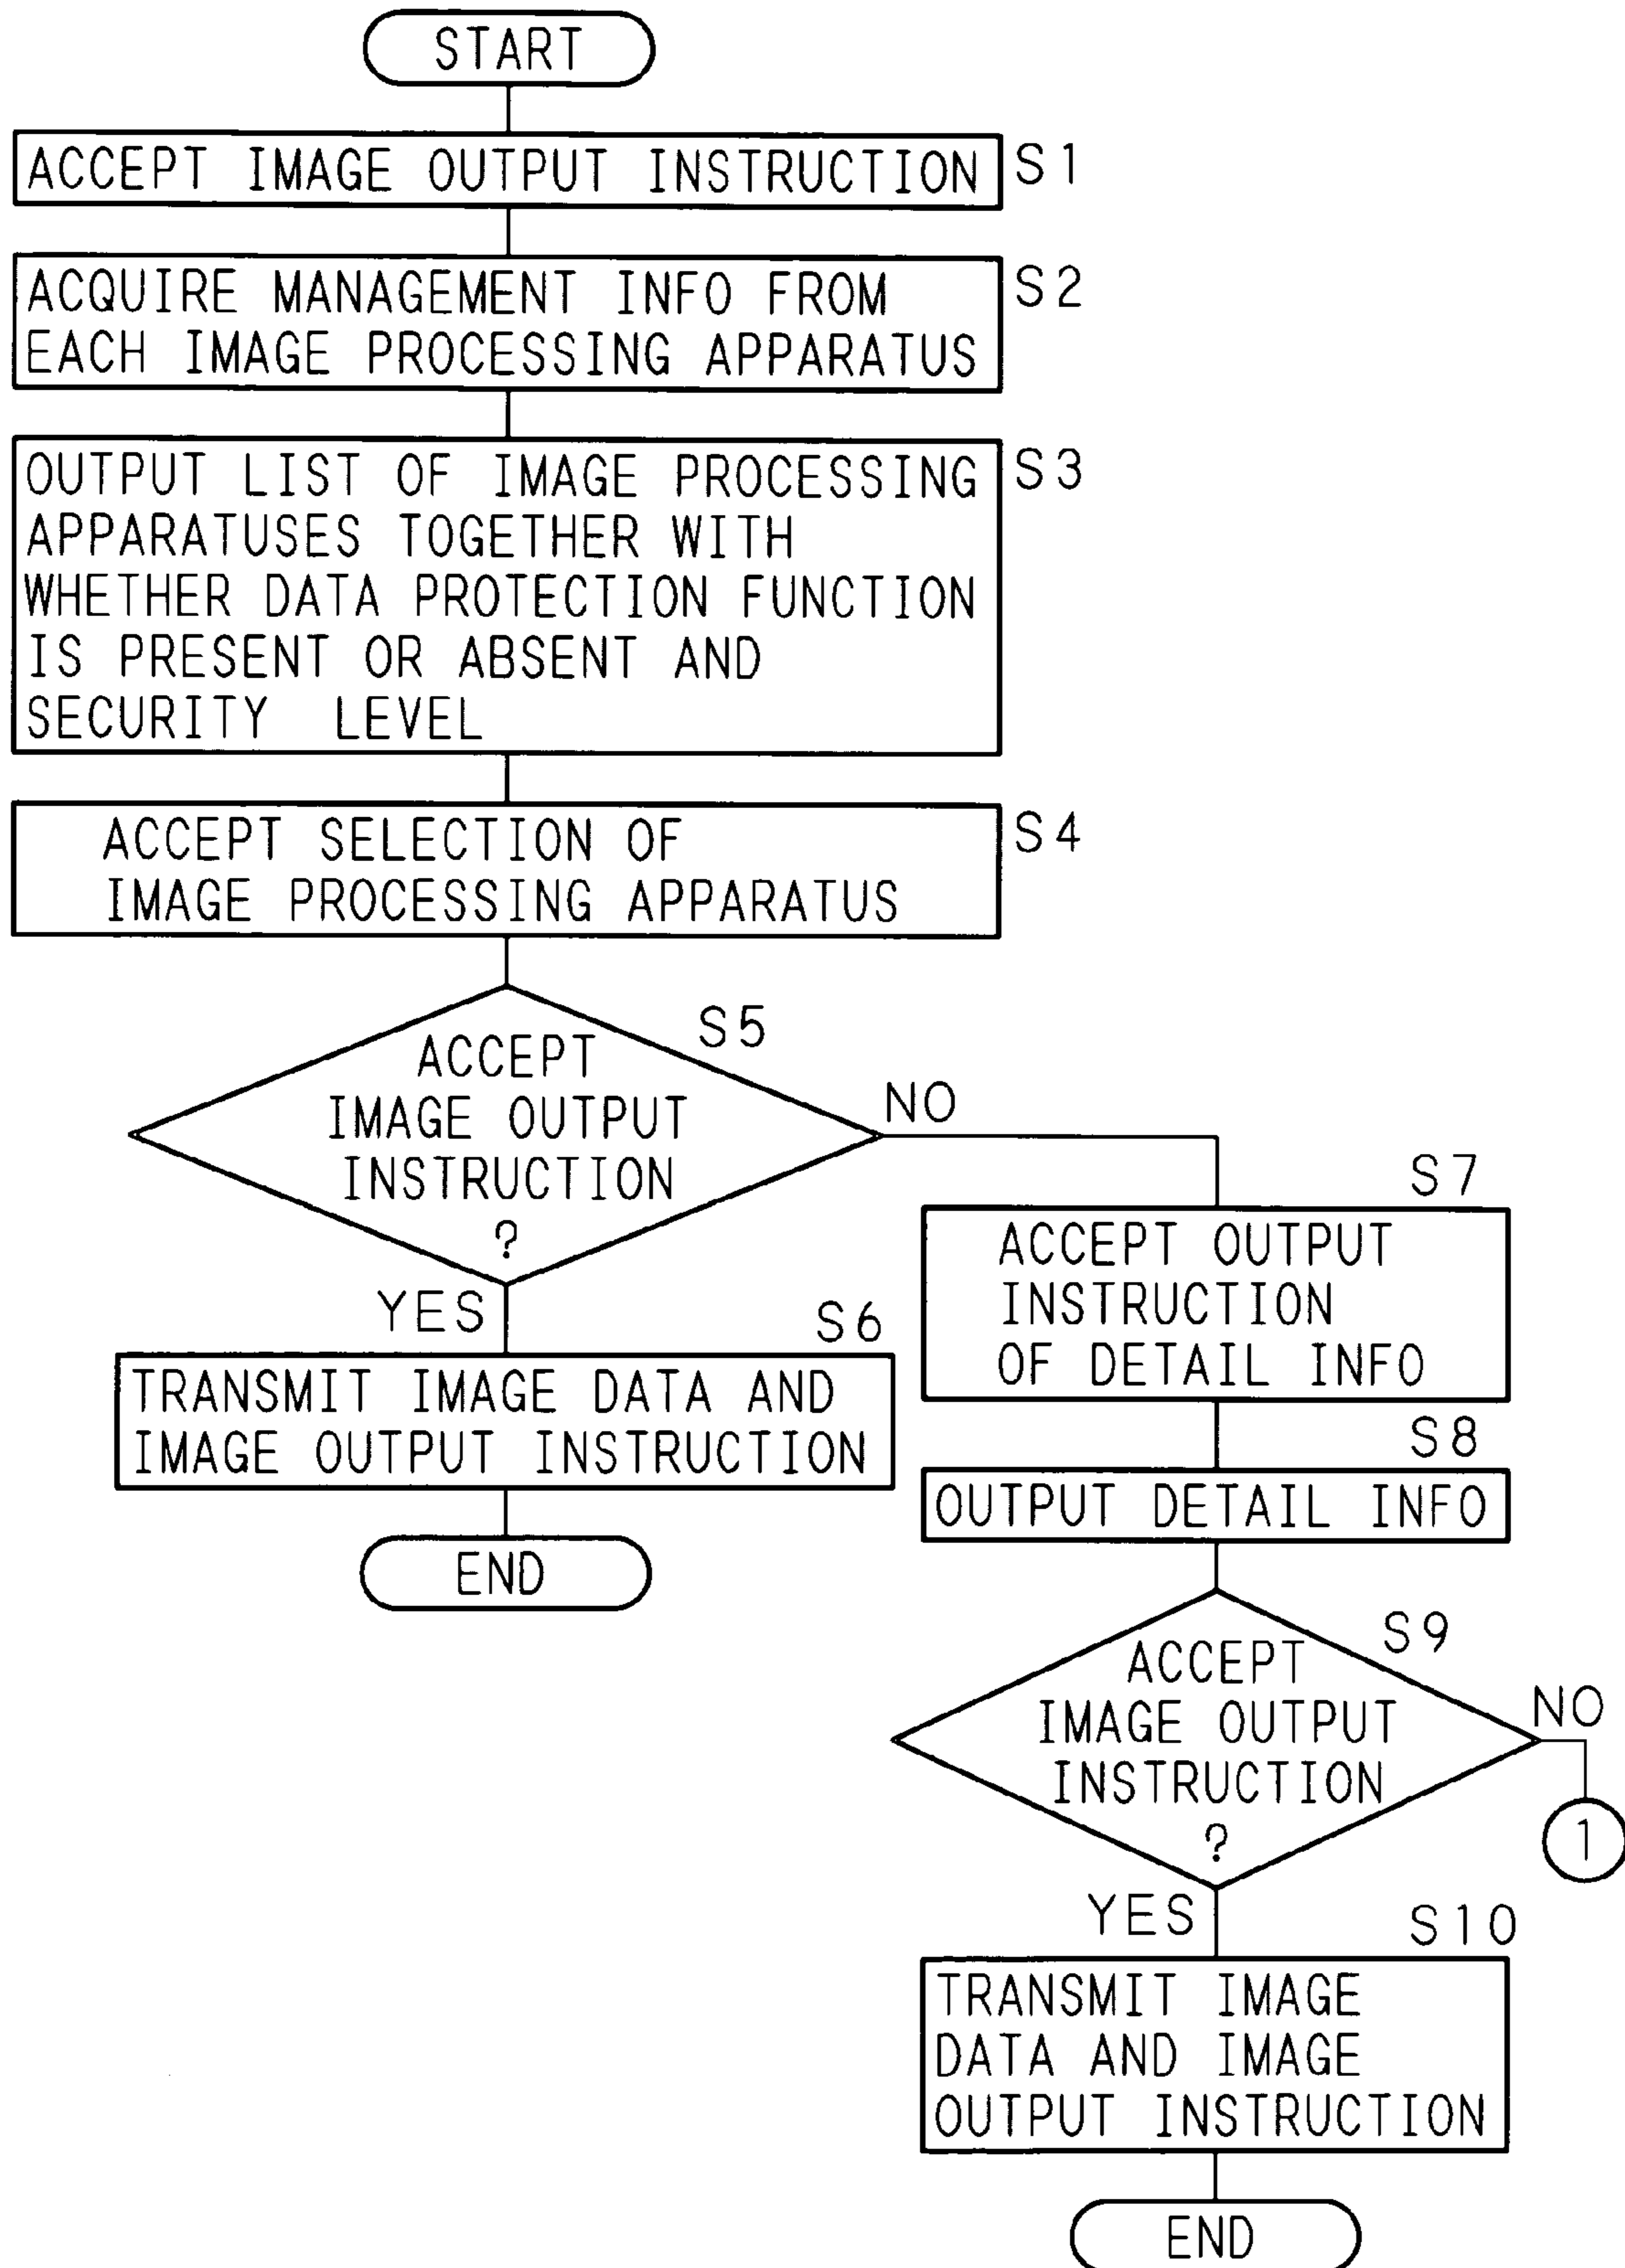 START
ACCEPT IMAGE OUTPUT INSTRUCTION
S1
ACQUIRE MANAGEMENT INFO FROM
EACH IMAGE PROCESSING APPARATUS
S2
OUTPUT LIST OF IMAGE PROCESSING
APPARATUSES TOGETHER WITH
WHETHER DATA PROTECTION FUNCTION
IS PRESENT OR ABSENT AND
SECURITY LEVEL
S3
ACCEPT SELECTION OF
IMAGE PROCESSING APPARATUS
S4
S5
ACCEPT
IMAGE OUTPUT
INSTRUCTION
?
NO
YES
S6
TRANSMIT IMAGE DATA AND
IMAGE OUTPUT INSTRUCTION
END
S7
ACCEPT OUTPUT
INSTRUCTION
OF DETAIL INFO
S8
OUTPUT DETAIL INFO
S9
ACCEPT
IMAGE OUTPUT
INSTRUCTION
?
NO
1
YES
S10
TRANSMIT IMAGE
DATA AND IMAGE
OUTPUT INSTRUCTION
END